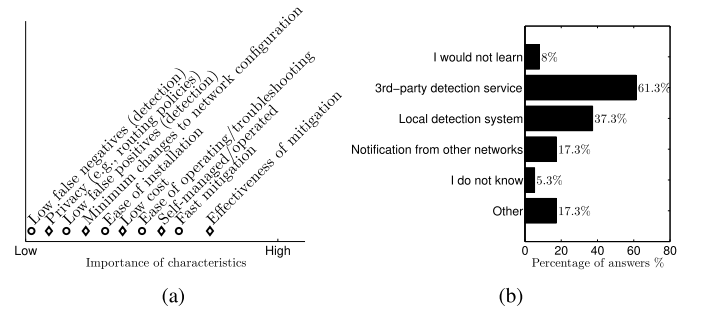 Low false negatives (detection)
Privacy (e.g., routing policies)
Low false positives (detection)
Minimum changes to network configuration
Ease of installation
Low cost
Ease of operating/troubleshooting
Self-managed/operated
Fast mitigation
Effectiveness of mitigation
Low
High
Importance of characteristics
(a)
I would not learn
8%
3rd−party detection service
61.3%
Local detection system
37.3%
Notification from other networks
17.3%
I do not know
5.3%
Other
17.3%
0 20 40 60 80
Percentage of answers %
(b)